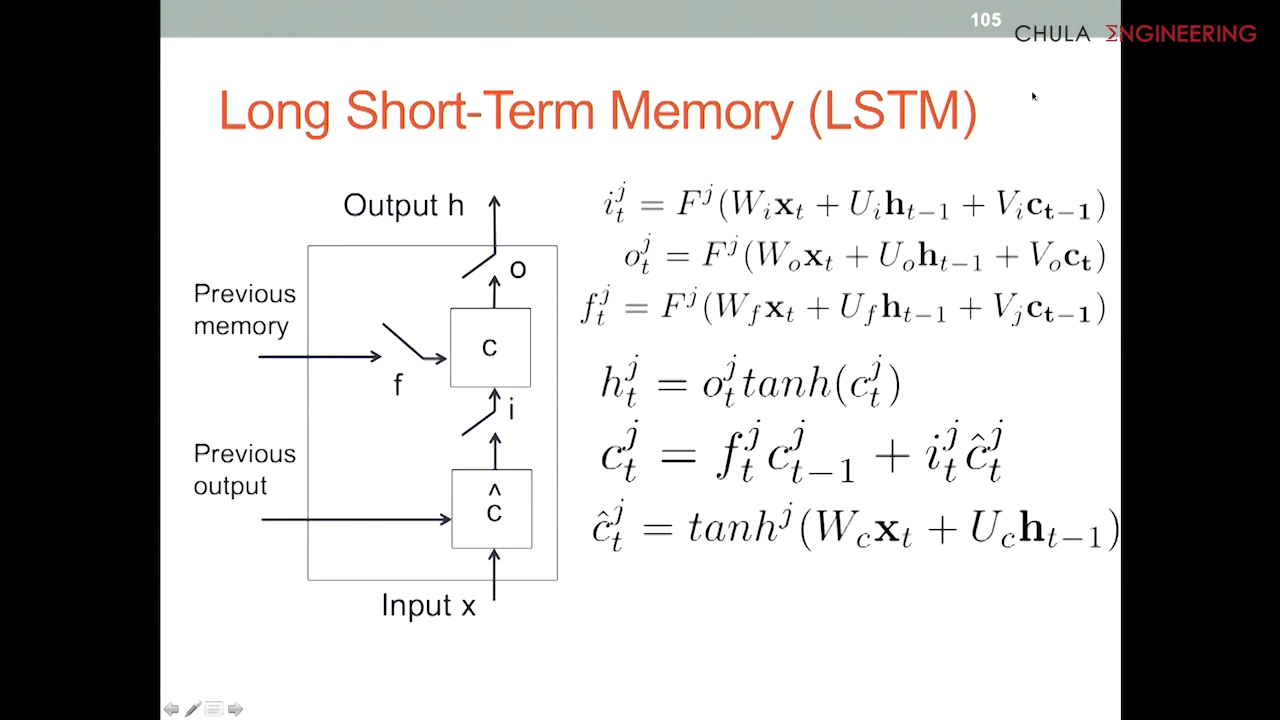 105
CHULA ΣNGINEERING
Long Short-Term Memory (LSTM)
Output h
o
Previous
memory
c
f
i
Previous
output
^
c
Input x
i_t^j = F^j(W_i x_t + U_i h_{t-1} + V_i c_{t-1})
o_t^j = F^j(W_o x_t + U_o h_{t-1} + V_o c_t)
f_t^j = F^j(W_f x_t + U_f h_{t-1} + V_j c_{t-1})
h_t^j = o_t^j tanh(c_t^j)
c_t^j = f_t^j c_{t-1}^j + i_t^j ĉ_t^j
ĉ_t^j = tanh^j(W_c x_t + U_c h_{t-1})